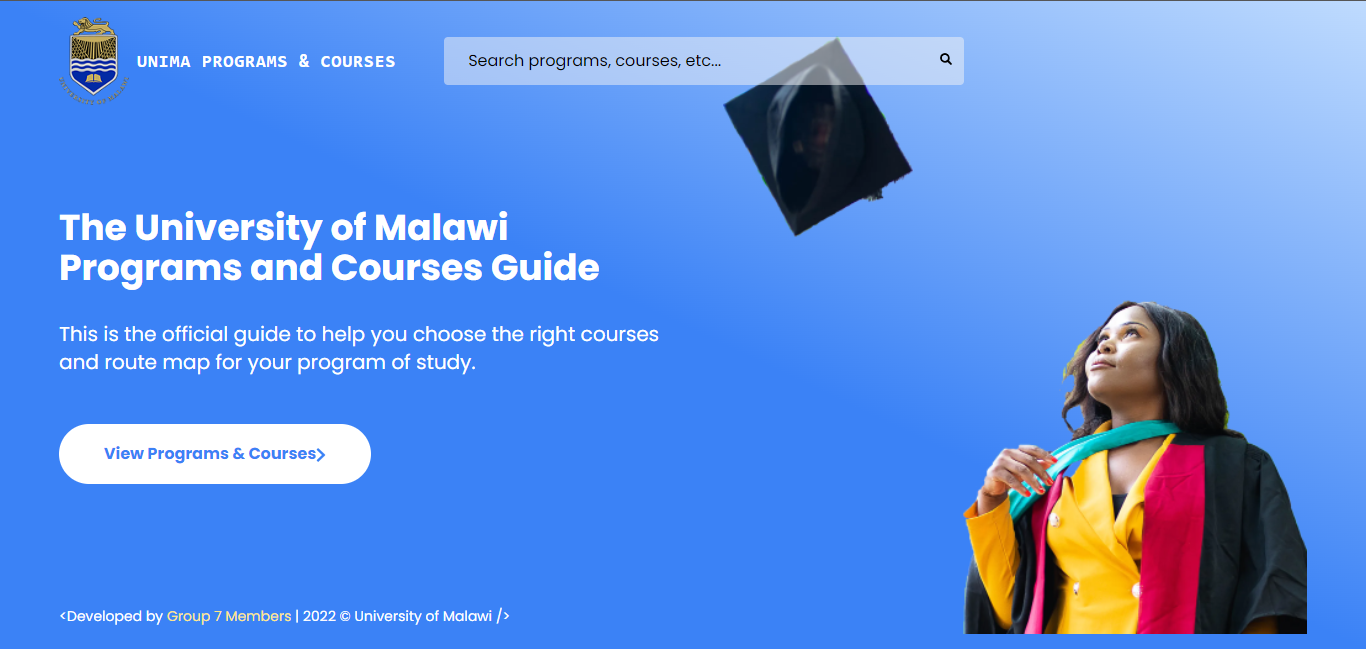 UNIMA PROGRAMS & COURSES
Search programs, courses, etc...
The University of Malawi
Programs and Courses Guide
This is the official guide to help you choose the right courses
and route map for your program of study.
View Programs & Courses
<Developed by Group 7 Members | 2022 © University of Malawi />